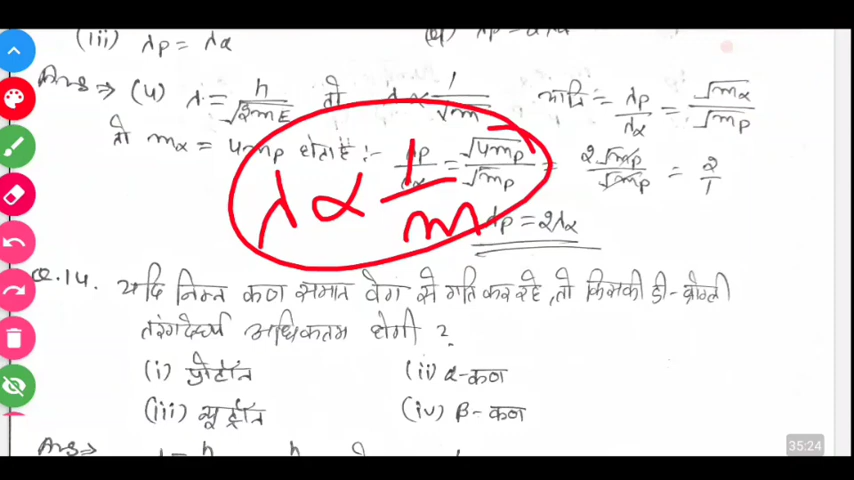 (iii) λp = λα
Ans ⇒ (4) λ = h/√2mE तो λ ∝ 1/√m यदि = λp/λα = √mα/√mp
तो mα = 4mp होता है :- λp/λα = √4mp/√mp = 2√mp/√mp = 2/1
λ ∝ 1/m
λp = 2λα
Q.14. यदि निम्न कण समान वेग से गति कर रहे, तो किसकी डी-ब्रोग्ली
तरंगदैर्ध्य अधिकतम होगी ?
(i) प्रोटॉन (ii) α-कण
(iii) न्यूट्रॉन (iv) β-कण
Ans ⇒
35:24